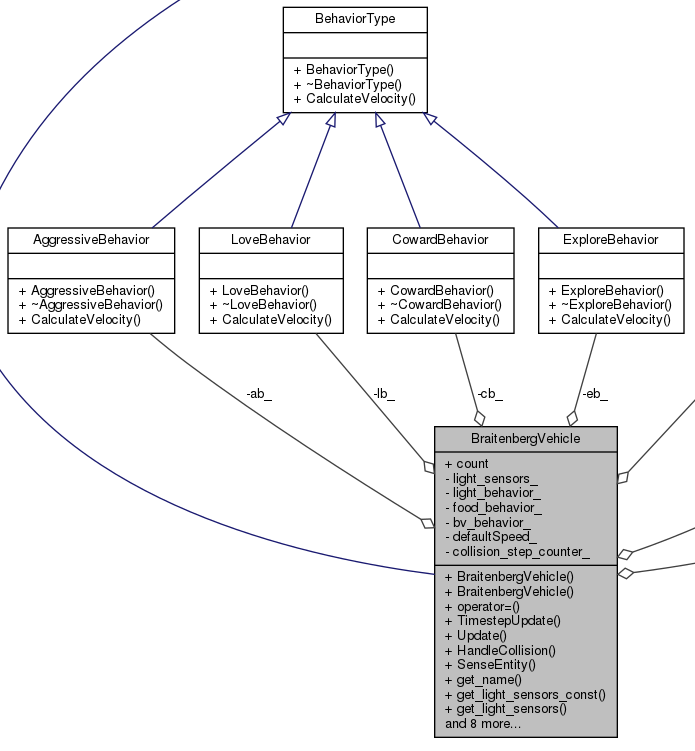 BehaviorType
+ BehaviorType()
+ ~BehaviorType()
+ CalculateVelocity()
AggressiveBehavior
+ AggressiveBehavior()
+ ~AggressiveBehavior()
+ CalculateVelocity()
LoveBehavior
+ LoveBehavior()
+ ~LoveBehavior()
+ CalculateVelocity()
CowardBehavior
+ CowardBehavior()
+ ~CowardBehavior()
+ CalculateVelocity()
ExploreBehavior
+ ExploreBehavior()
+ ~ExploreBehavior()
+ CalculateVelocity()
-ab_
-lb_
-cb_
-eb_
BraitenbergVehicle
+ count
- light_sensors_
- light_behavior_
- food_behavior_
- bv_behavior_
- defaultSpeed_
- collision_step_counter_
+ BraitenbergVehicle()
+ BraitenbergVehicle()
+ operator=()
+ TimestepUpdate()
+ Update()
+ HandleCollision()
+ SenseEntity()
+ get_name()
+ get_light_sensors_const()
+ get_light_sensors()
and 8 more...